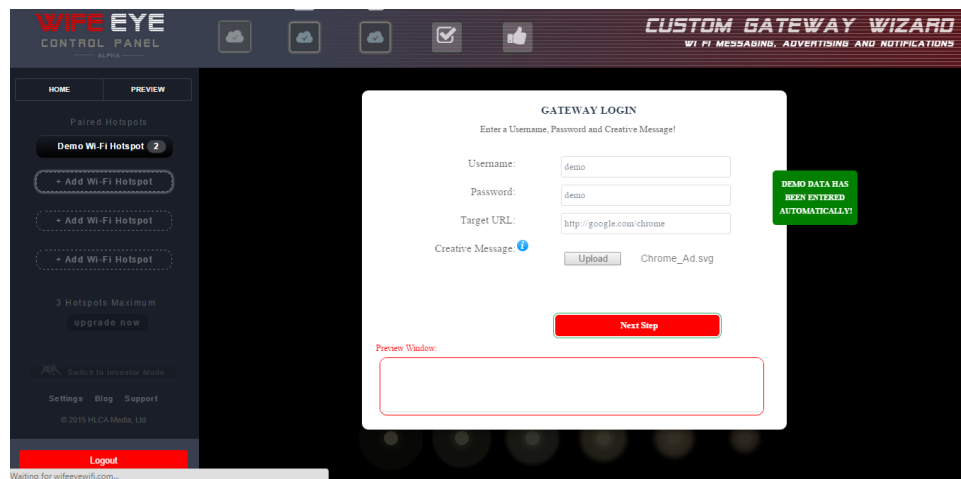 WIFE EYE
CONTROL PANEL
ALPHA
CUSTOM GATEWAY WIZARD
WI FI MESSAGING, ADVERTISING AND NOTIFICATIONS
HOME PREVIEW
Paired Hotspots
Demo Wi-Fi Hotspot 2
+ Add Wi-Fi Hotspot
+ Add Wi-Fi Hotspot
+ Add Wi-Fi Hotspot
3 Hotspots Maximum
upgrade now
Switch to Investor Mode
Settings Blog Support
© 2015 HLCA Media, Ltd
Logout
Waiting for wifeeyewifi.com...
GATEWAY LOGIN
Enter a Username, Password and Creative Message!
Username: demo
Password: demo
Target URL: http://google.com/chrome
Creative Message: i Upload Chrome_Ad.svg
Next Step
Preview Window:
DEMO DATA HAS
BEEN ENTERED
AUTOMATICALLY!